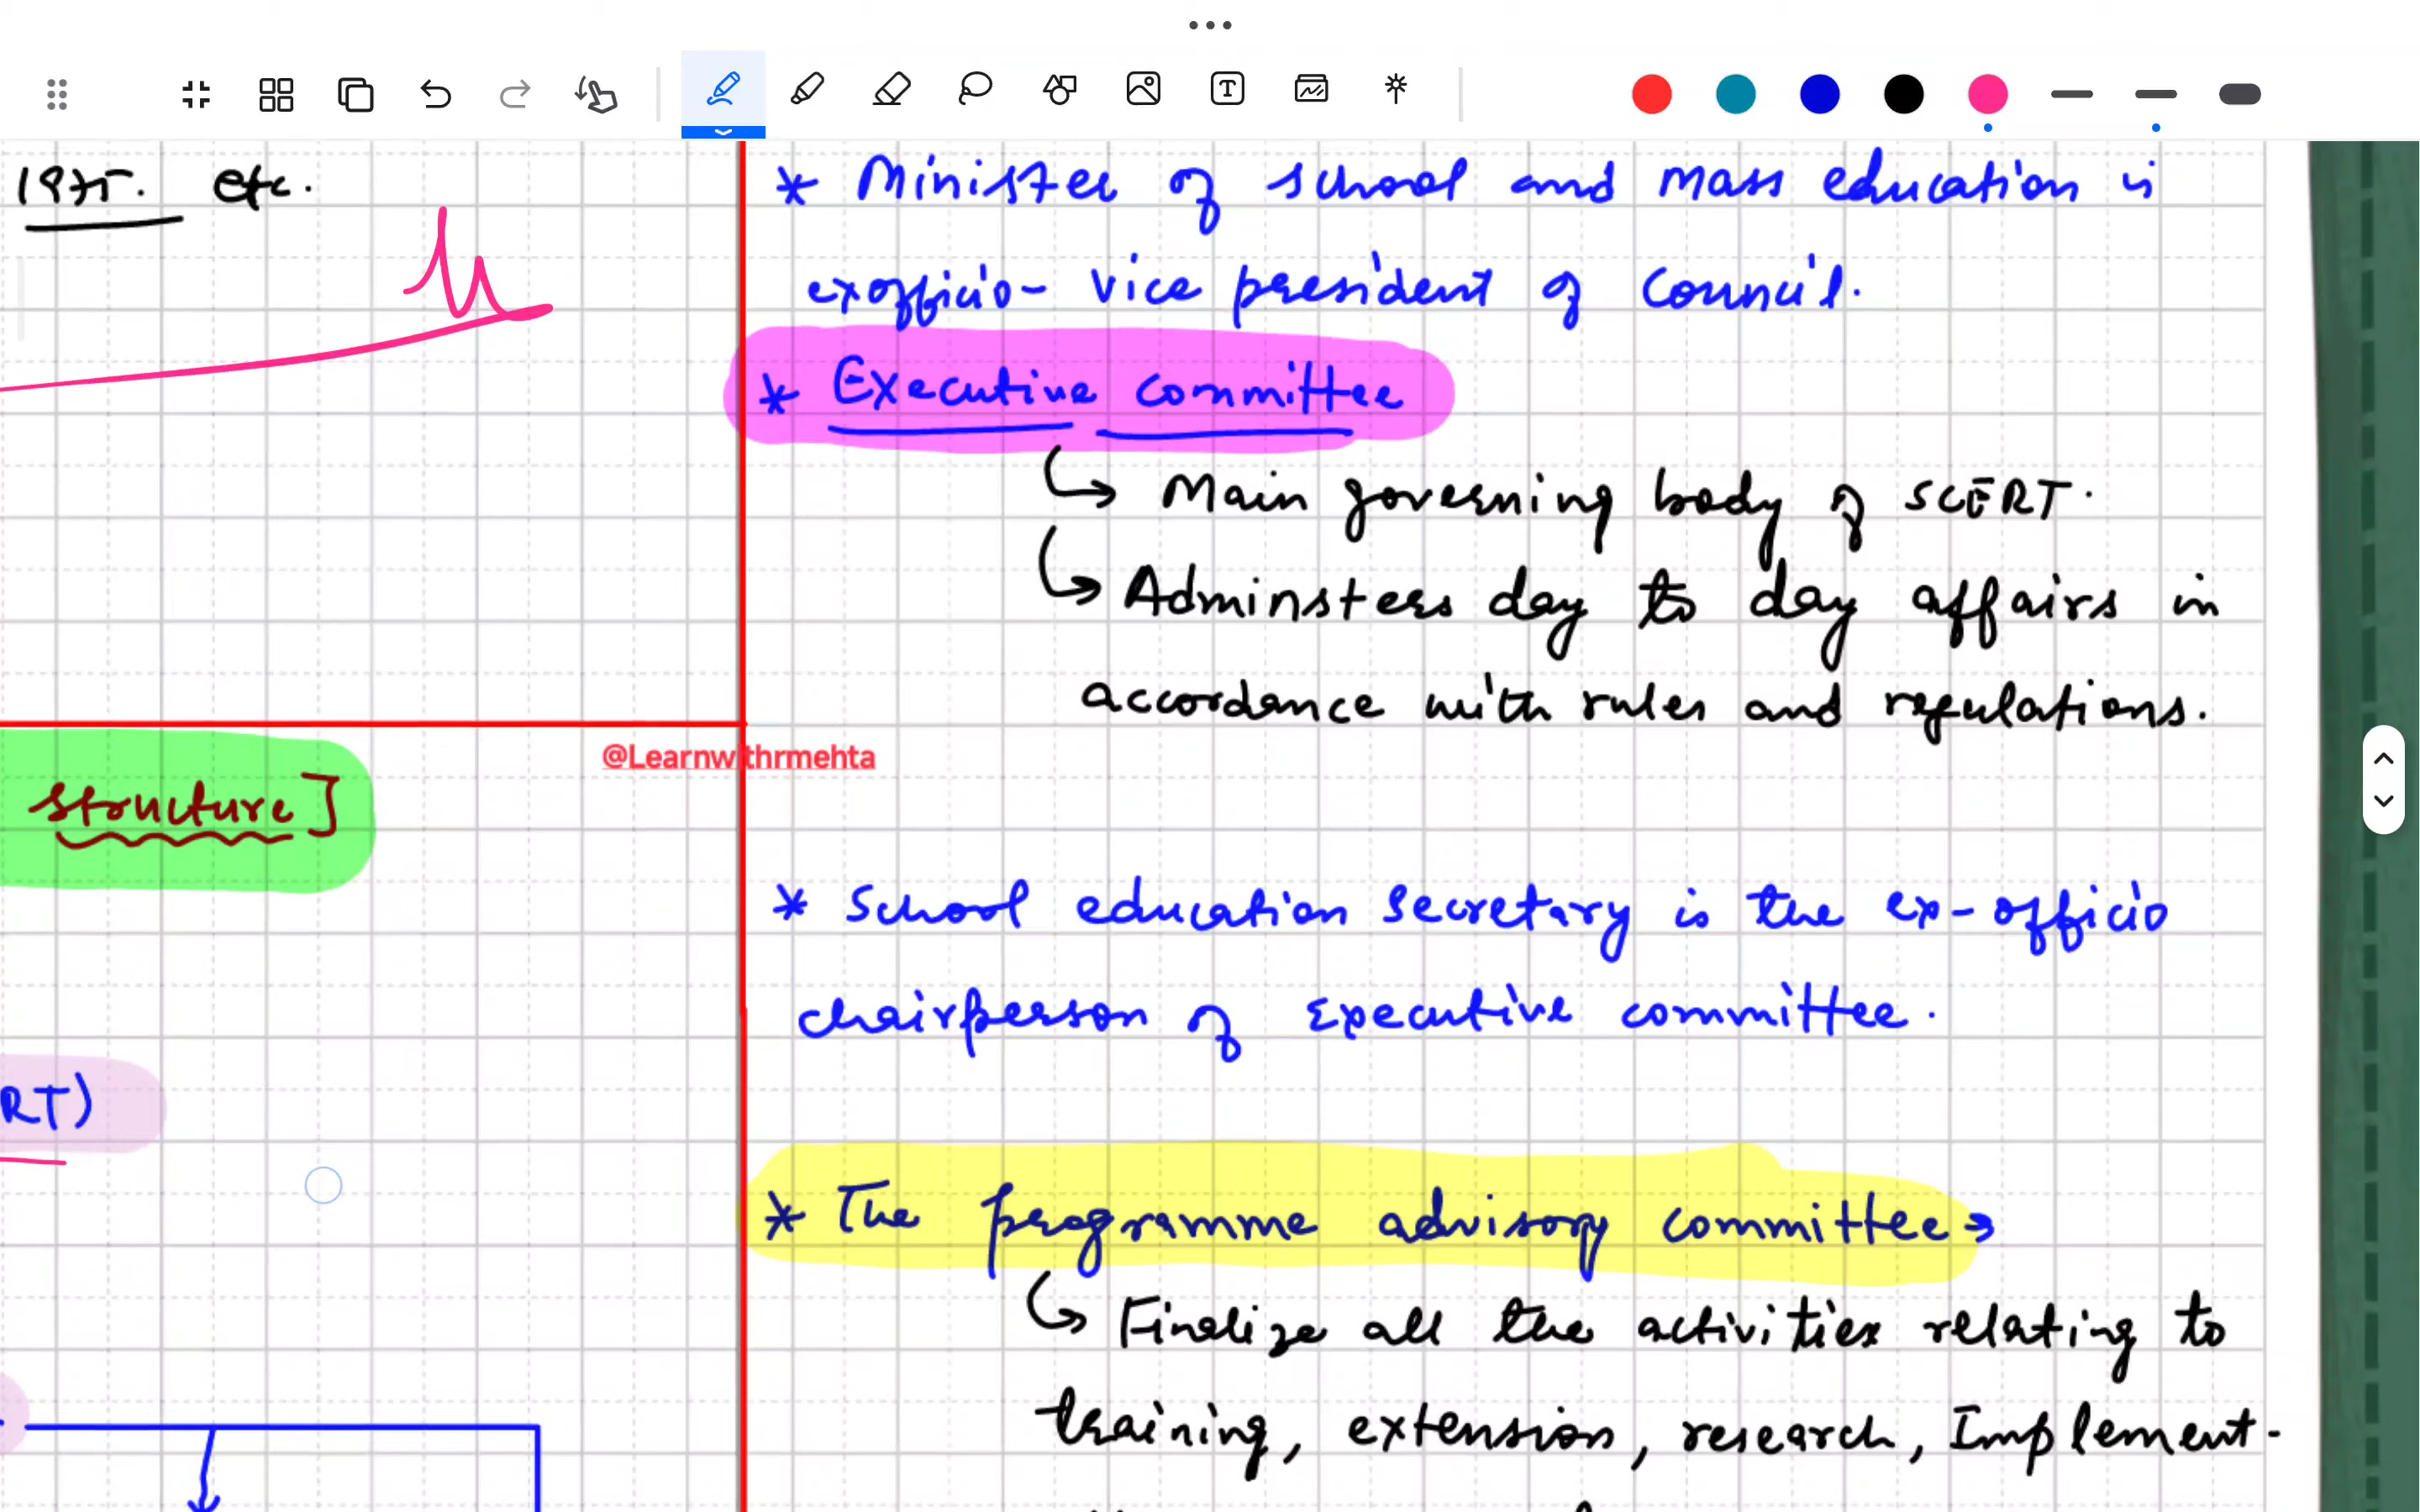 etc.
structure]
RT)
@Learnwithrmehta
* Minister of school and mass education is
exofficio- vice president of Council.
* Executive committee
↳ Main governing body of SCERT.
↳ Adminsters day to day affairs in
accordance with rules and regulations.
* School education secretary is the ex-officio
chairperson of Executive committee.
* The programme advisory committee →
↳ Finalize all the activities relating to
training, extension, research, Implement-